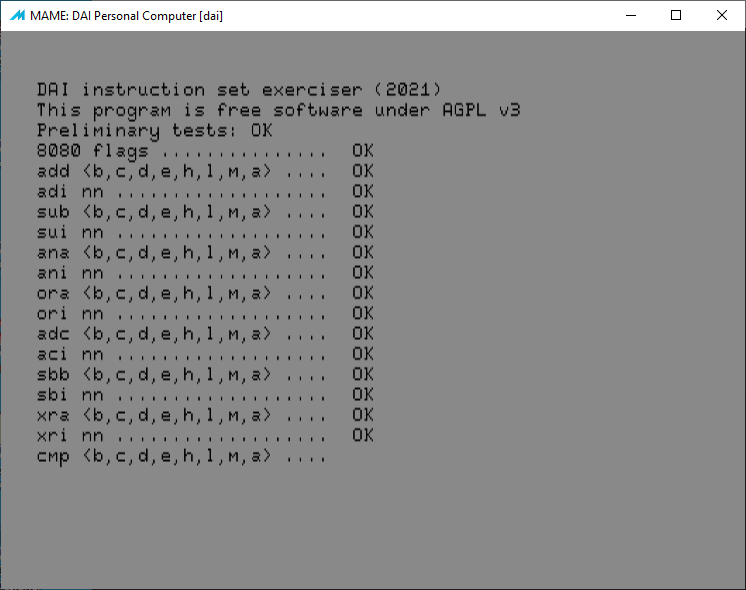 MAME: DAI Personal Computer [dai]
DAI instruction set exerciser (2021)
This program is free software under AGPL v3
Preliminary tests: OK
8080 flags ............... OK
add <b,c,d,e,h,l,m,a> .... OK
adi nn ................... OK
sub <b,c,d,e,h,l,m,a> .... OK
sui nn ................... OK
ana <b,c,d,e,h,l,m,a> .... OK
ani nn ................... OK
ora <b,c,d,e,h,l,m,a> .... OK
ori nn ................... OK
adc <b,c,d,e,h,l,m,a> .... OK
aci nn ................... OK
sbb <b,c,d,e,h,l,m,a> .... OK
sbi nn ................... OK
xra <b,c,d,e,h,l,m,a> .... OK
xri nn ................... OK
cmp <b,c,d,e,h,l,m,a> ....